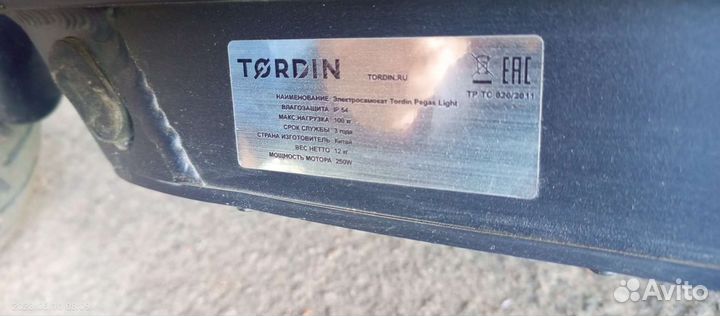 TØRDIN
TORDIN.RU
EAC
ТР ТС 020/2011
НАИМЕНОВАНИЕ Электросамокат Tordin Pegas Light
ВЛАГОЗАЩИТА IP 54
МАКС.НАГРУЗКА 100 кг
СРОК СЛУЖБЫ 3 года
СТРАНА ИЗГОТОВИТЕЛЬ Китай
ВЕС НЕТТО 12 кг
МОЩНОСТЬ МОТОРА 250W
Avito